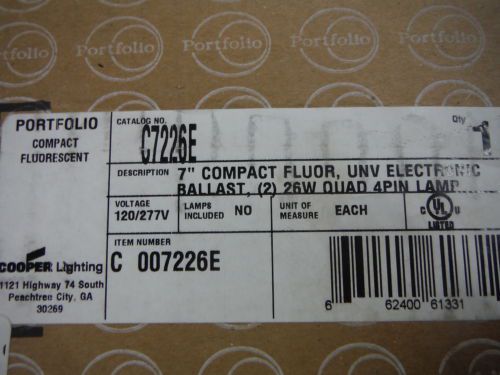 Portfolio
Portfolio
Portfolio
PORTFOLIO
COMPACT
FLUORESCENT
CATALOG NO.
C7226E
Qty
1
DESCRIPTION
7" COMPACT FLUOR, UNV ELECTRONIC
BALLAST, (2) 26W QUAD 4PIN LAMP
VOLTAGE
120/277V
LAMPS
INCLUDED
NO
UNIT OF
MEASURE
EACH
C UL US
LISTED
ITEM NUMBER
C 007226E
COOPER Lighting
1121 Highway 74 South
Peachtree City, GA
30269
6 62400 61331